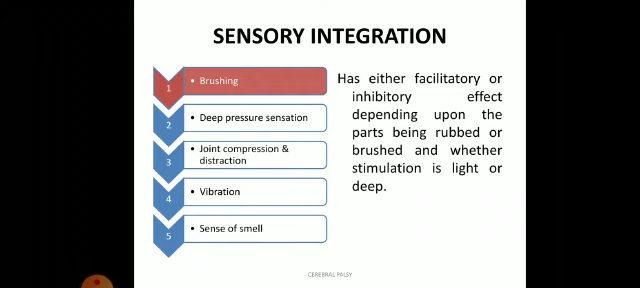 SENSORY INTEGRATION
1
• Brushing
2
• Deep pressure sensation
3
• Joint compression &
distraction
4
• Vibration
5
• Sense of smell
Has either facilitatory or
inhibitory effect
depending upon the
parts being rubbed or
brushed and whether
stimulation is light or
deep.
CEREBRAL PALSY